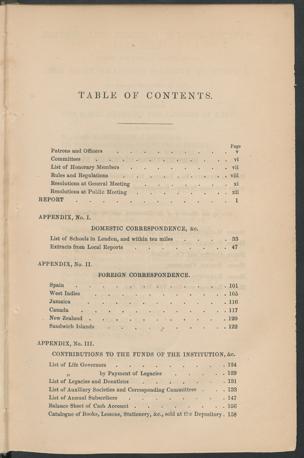 TABLE OF CONTENTS.
Page
Patrons and Officers . . . . . . . . v
Committees . . . . . . . . . vi
List of Honorary Members . . . . . . . vii
Rules and Regulations . . . . . . . . viii
Resolutions at General Meeting . . . . . . xi
Resolutions at Public Meeting . . . . . . xii
REPORT . . . . . . . . . . 1
APPENDIX, No. I.
DOMESTIC CORRESPONDENCE, &c.
List of Schools in London, and within ten miles . . . . 33
Extracts from Local Reports . . . . . . . 47
APPENDIX, No. II.
FOREIGN CORRESPONDENCE.
Spain . . . . . . . . . . 101
West Indies . . . . . . . . . 105
Jamaica . . . . . . . . . 116
Canada . . . . . . . . . 117
New Zealand . . . . . . . . . 120
Sandwich Islands . . . . . . . . 122
APPENDIX, No. III.
CONTRIBUTIONS TO THE FUNDS OF THE INSTITUTION, &c.
List of Life Governors . . . . . . . 124
„ by Payment of Legacies . . . . 129
List of Legacies and Donations . . . . . . 131
List of Auxiliary Societies and Corresponding Committees . . 133
List of Annual Subscribers . . . . . . . 147
Balance Sheet of Cash Account . . . . . . 156
Catalogue of Books, Lessons, Stationery, &c., sold at the Depository . 158